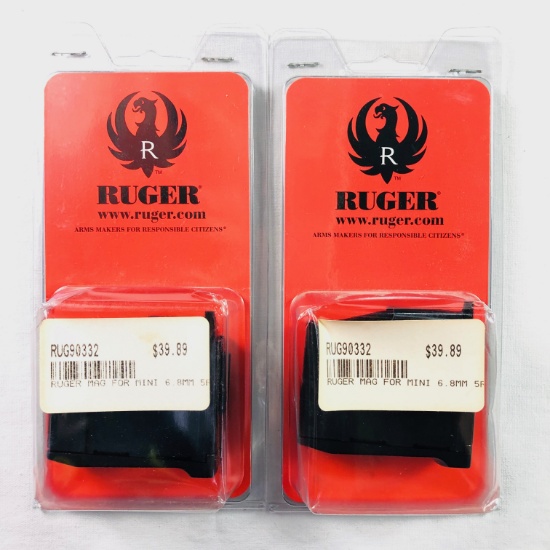 R
TM
RUGER®
www.ruger.com
ARMS MAKERS FOR RESPONSIBLE CITIZENS®
RUG90332 $39.89
RUGER MAG FOR MINI 6.8MM 5R
R
TM
RUGER®
www.ruger.com
ARMS MAKERS FOR RESPONSIBLE CITIZENS®
RUG90332 $39.89
RUGER MAG FOR MINI 6.8MM 5R